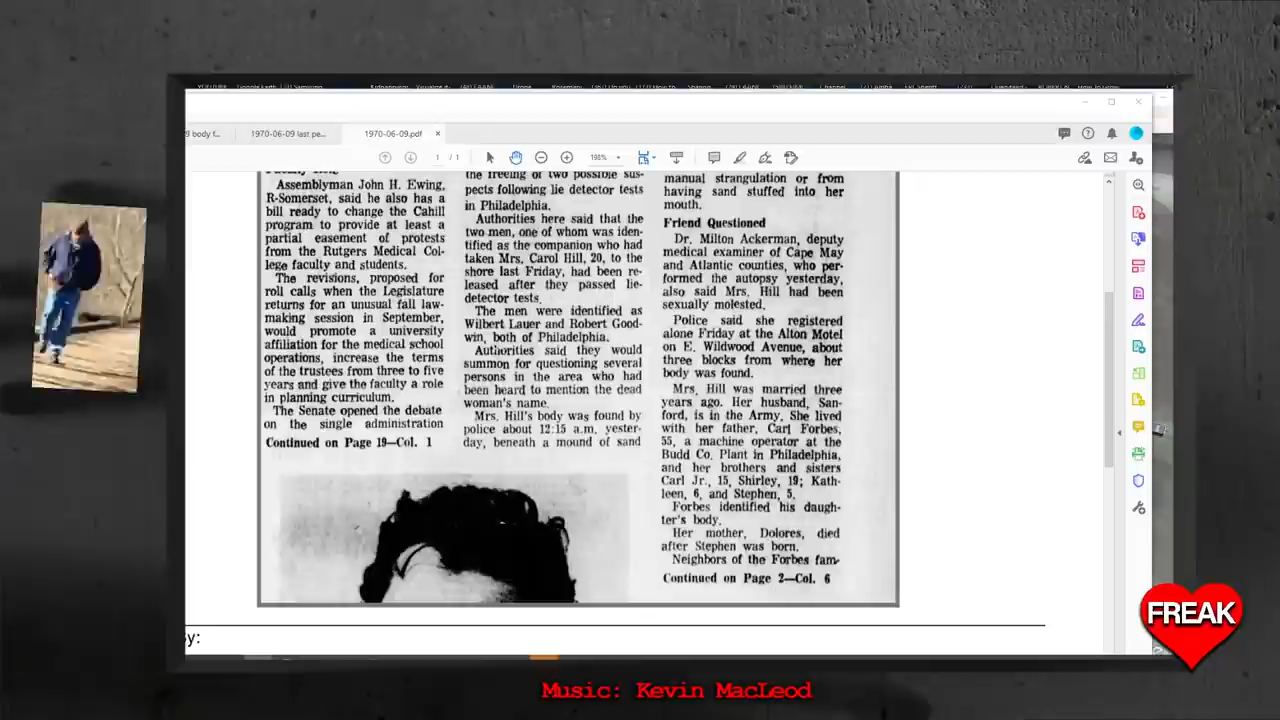 9 body f...
1970-06-09 last pe...
1970-06-09.pdf
1 / 1
198%
Assemblyman John H. Ewing,
R-Somerset, said he also has a
bill ready to change the Cahill
program to provide at least a
partial easement of protests
from the Rutgers Medical Col-
lege faculty and students.
The revisions, proposed for
roll calls when the Legislature
returns for an unusual fall law-
making session in September,
would promote a university
affiliation for the medical school
operations, increase the terms
of the trustees from three to five
years and give the faculty a role
in planning curriculum.
The Senate opened the debate
on the single administration
Continued on Page 19—Col. 1
the freeing of two possible sus-
pects following lie detector tests
in Philadelphia.
Authorities here said that the
two men, one of whom was iden-
tified as the companion who had
taken Mrs. Carol Hill, 20, to the
shore last Friday, had been re-
leased after they passed lie-
detector tests.
The men were identified as
Wilbert Lauer and Robert Good-
win, both of Philadelphia.
Authorities said they would
summon for questioning several
persons in the area who had
been heard to mention the dead
woman's name.
Mrs. Hill's body was found by
police about 12:15 a.m. yester-
day, beneath a mound of sand
manual strangulation or from
having sand stuffed into her
mouth.
Friend Questioned
Dr. Milton Ackerman, deputy
medical examiner of Cape May
and Atlantic counties, who per-
formed the autopsy yesterday,
also said Mrs. Hill had been
sexually molested.
Police said she registered
alone Friday at the Alton Motel
on E. Wildwood Avenue, about
three blocks from where her
body was found.
Mrs. Hill was married three
years ago. Her husband, San-
ford, is in the Army. She lived
with her father, Carl Forbes,
55, a machine operator at the
Budd Co. Plant in Philadelphia,
and her brothers and sisters
Carl Jr., 15, Shirley, 19; Kath-
leen, 6, and Stephen, 5.
Forbes identified his daugh-
ter's body.
Her mother, Dolores, died
after Stephen was born.
Neighbors of the Forbes fam-
Continued on Page 2—Col. 6
By:
FREAK
Music: Kevin MacLeod